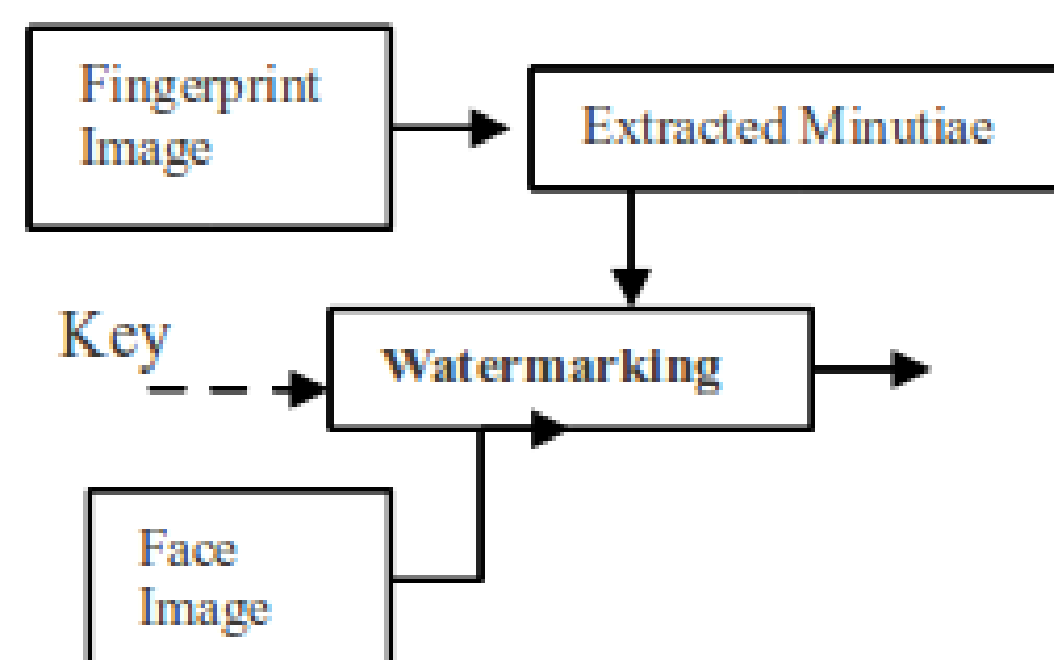 Fingerprint
Image
Extracted Minutiae
Key
Watermarking
Face
Image